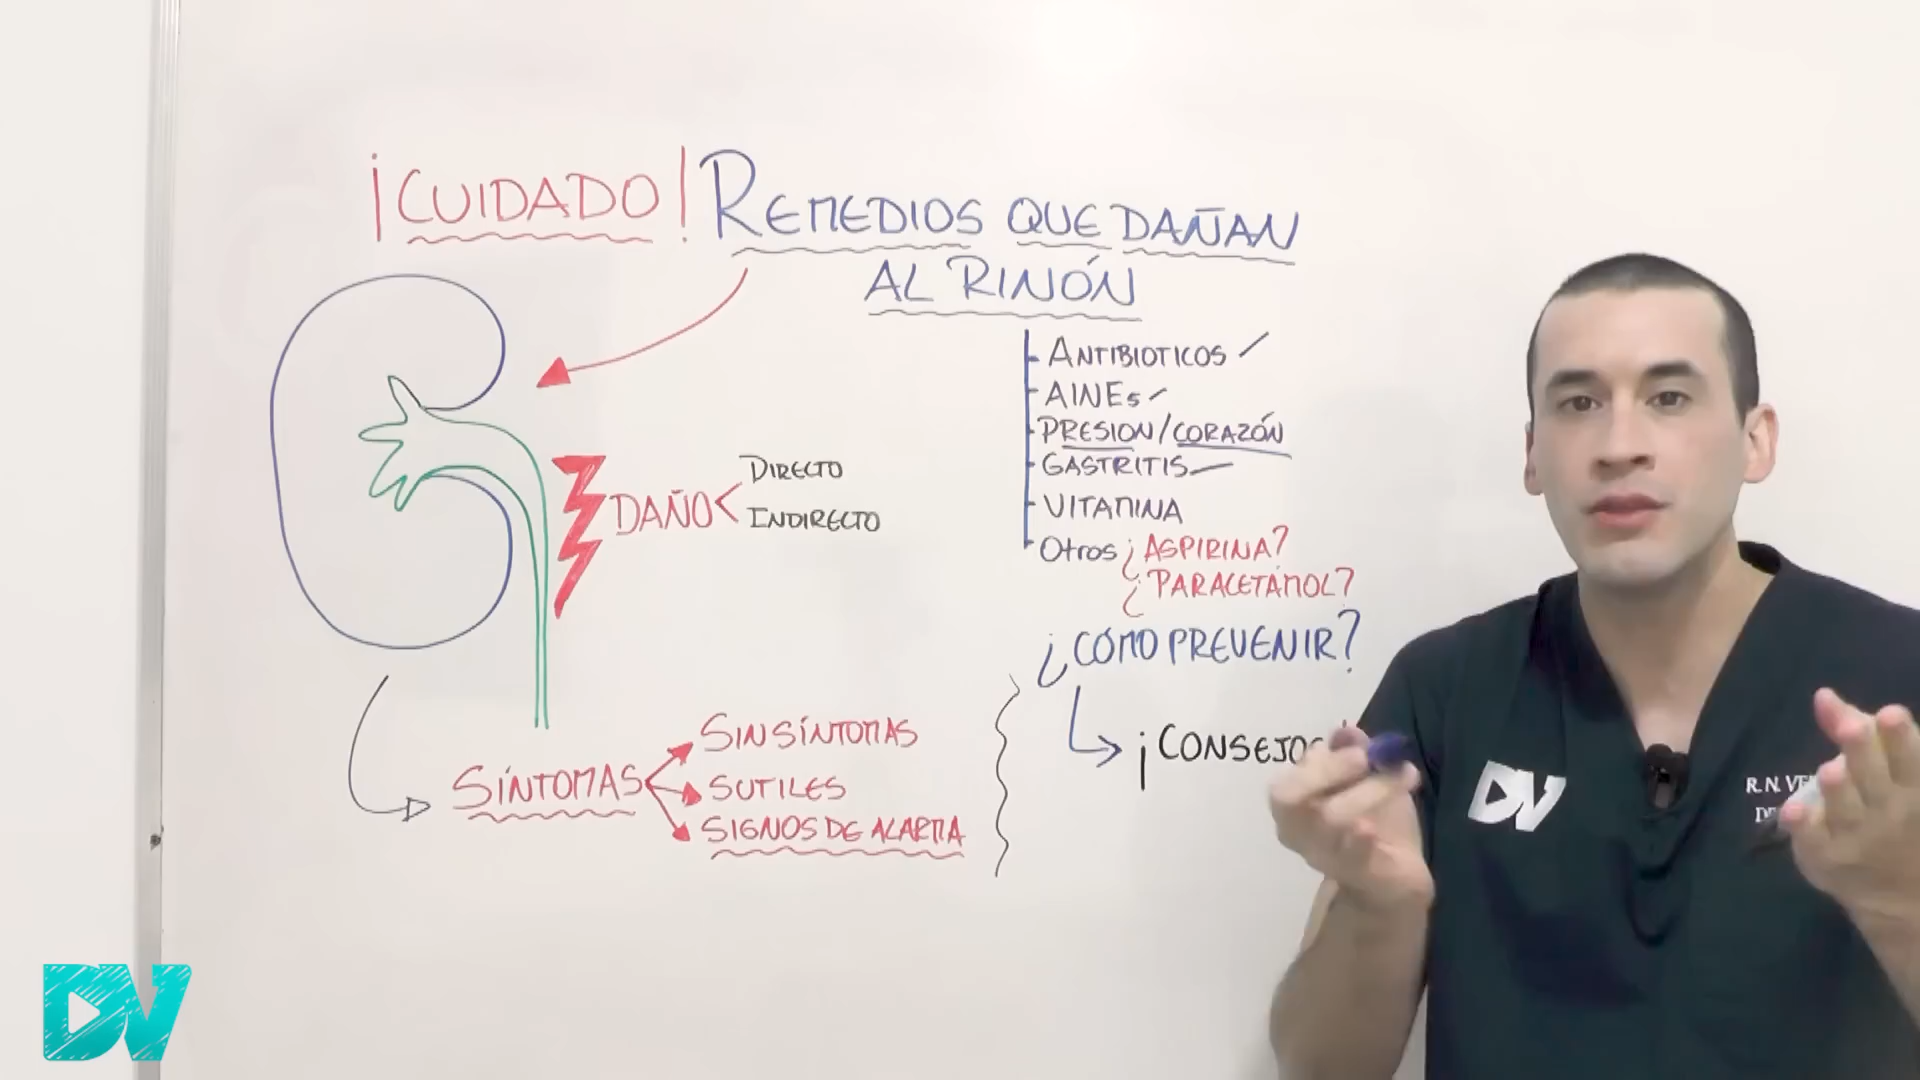 ¡CUIDADO! REMEDIOS QUE DAÑAN
AL RIÑÓN
ANTIBIOTICOS
AINEs
PRESION/CORAZÓN
GASTRITIS
VITAMINA
Otros ¿ASPIRINA?
¿PARACETAMOL?
DAÑO
DIRECTO
INDIRECTO
¿CÓMO PREVENIR?
¡CONSEJOS
SÍNTOMAS
SIN SÍNTOMAS
SUTILES
SIGNOS DE ALARMA
DV
R.N.
DV